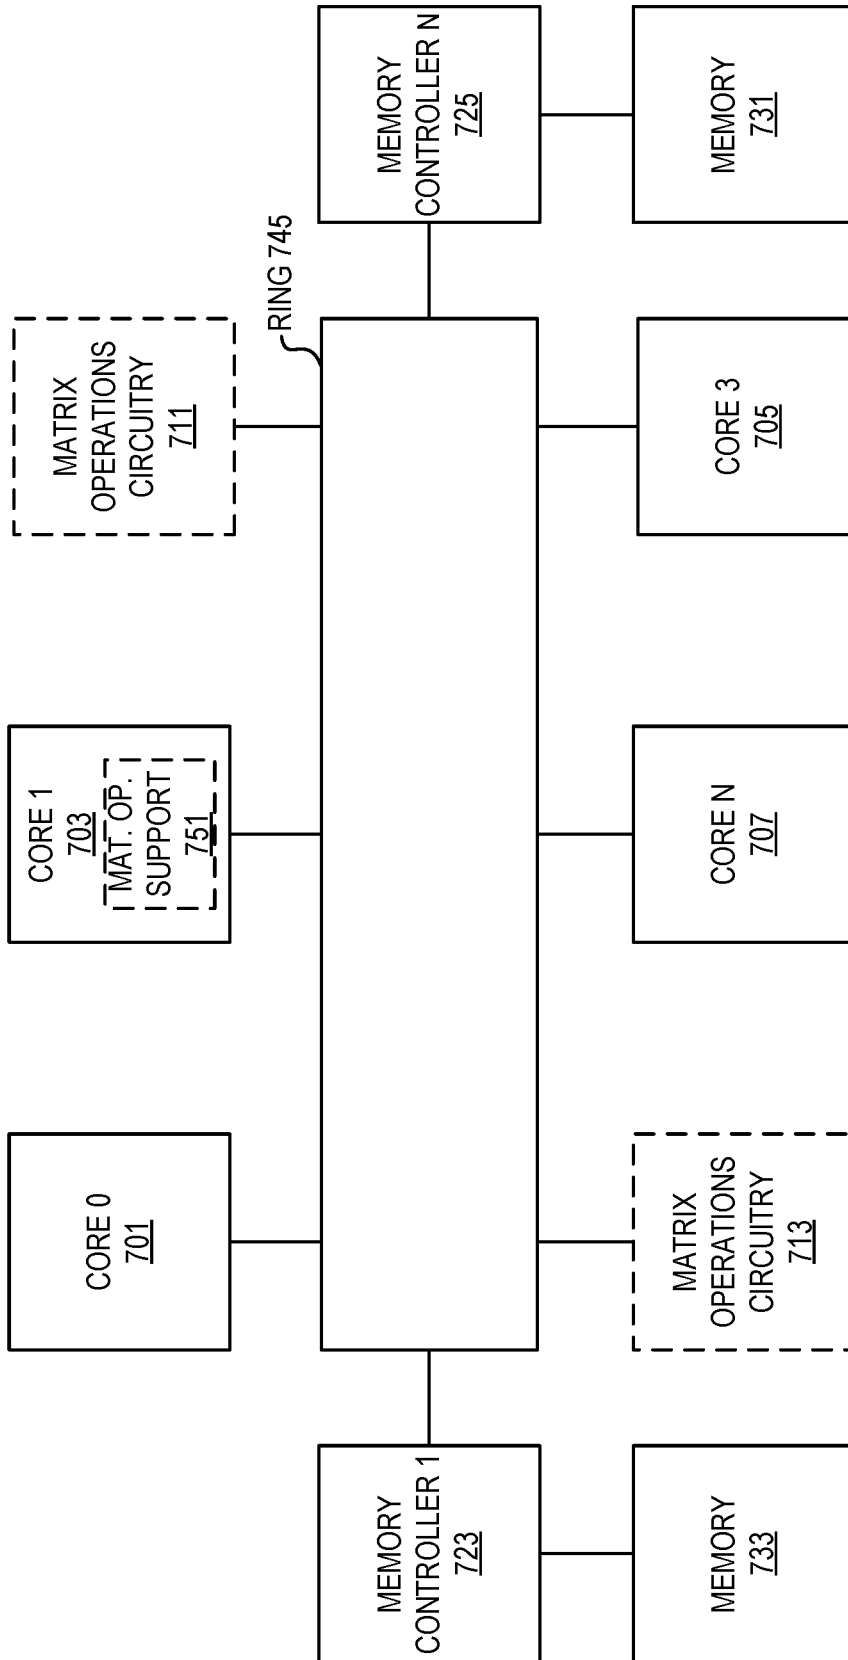 CORE 0
701
CORE 1
703
MAT. OP.
SUPPORT
751
MATRIX
OPERATIONS
CIRCUITRY
711
RING 745
MEMORY
CONTROLLER 1
723
MEMORY
CONTROLLER N
725
MEMORY
733
MATRIX
OPERATIONS
CIRCUITRY
713
CORE N
707
CORE 3
705
MEMORY
731